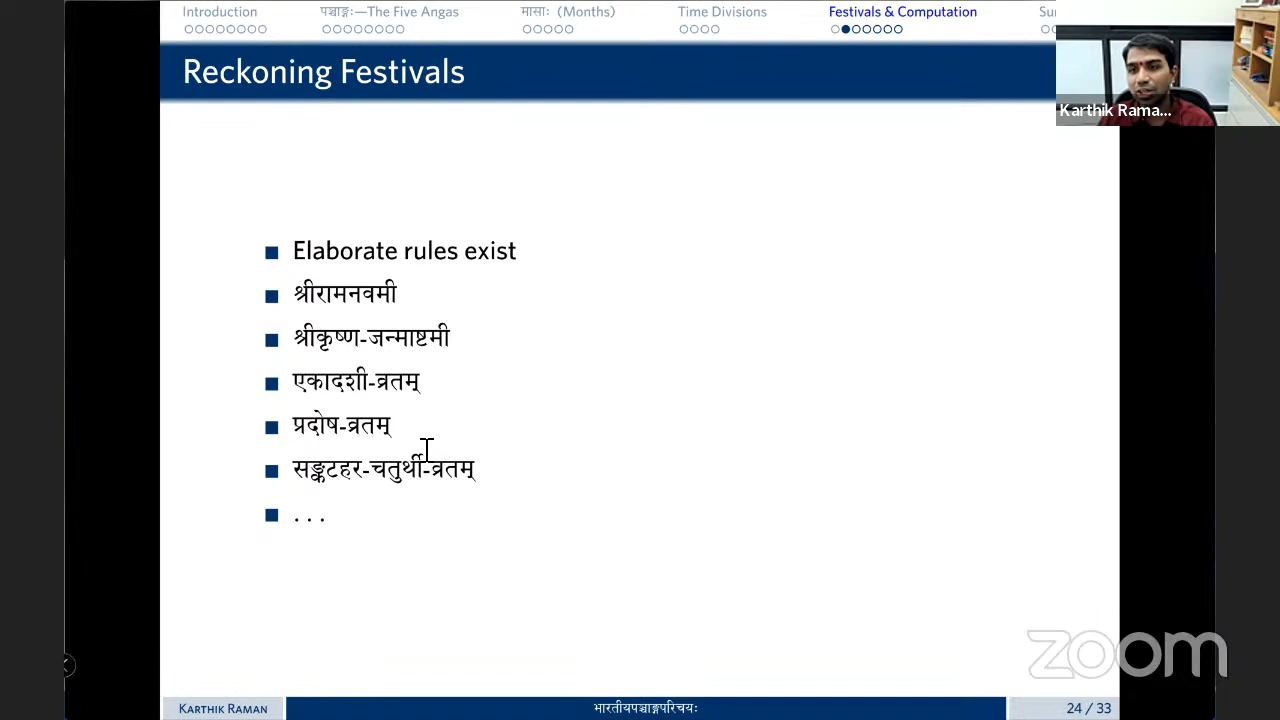 Introduction
पञ्चाङ्गः—The Five Angas
मासाः (Months)
Time Divisions
Festivals & Computation
Reckoning Festivals
Karthik Rama...
Elaborate rules exist
श्रीरामनवमी
श्रीकृष्ण-जन्माष्टमी
एकादशी-व्रतम्
प्रदोष-व्रतम्
सङ्कटहर-चतुर्थी-व्रतम्
...
zoom
KARTHIK RAMAN
भारतीयपञ्चाङ्गपरिचयः
24 / 33